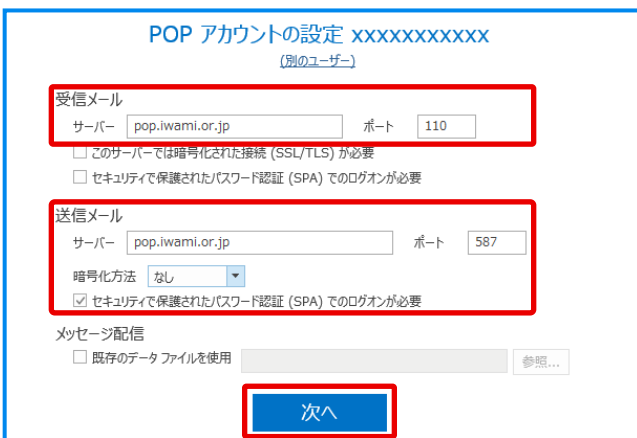 POP アカウントの設定 xxxxxxxxxxx
(別のユーザー)
受信メール
サーバー pop.iwami.or.jp ポート 110
このサーバーでは暗号化された接続 (SSL/TLS) が必要
セキュリティで保護されたパスワード認証 (SPA) でのログオンが必要
送信メール
サーバー pop.iwami.or.jp ポート 587
暗号化方法 なし
セキュリティで保護されたパスワード認証 (SPA) でのログオンが必要
メッセージ配信
既存のデータ ファイルを使用 参照...
次へ